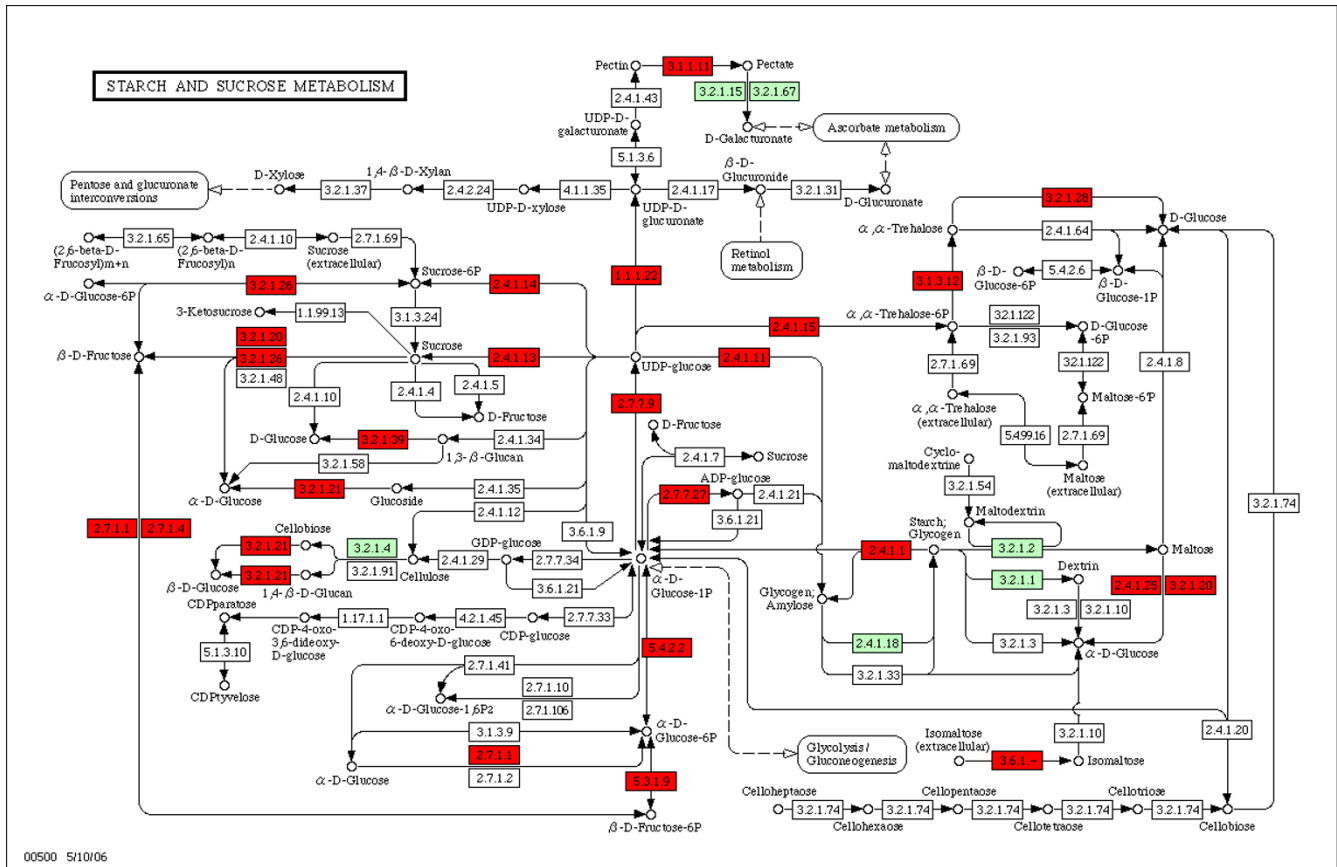 STARCH AND SUCROSE METABOLISM
Pectin
3.1.1.11
Pectate
3.2.1.15
3.2.1.67
2.4.1.43
UDP-D-
galacturonate
D-Galacturonate
Ascorbate metabolism
5.1.3.6
Pentose and glucuronate
interconversions
D-Xylose
3.2.1.37
1,4-β-D-Xylan
2.4.2.24
UDP-D-xylose
4.1.1.35
UDP-D-
glucuronate
2.4.1.17
β-D-
Glucuronide
3.2.1.31
D-Glucuronate
Retinol
metabolism
(2,6-beta-D-
Frucosyl)m+n
3.2.1.65
(2,6-beta-D-
Frucosyl)n
2.4.1.10
Sucrose
(extracellular)
2.7.1.69
α-D-Glucose-6P
3.2.1.26
Sucrose-6P
2.4.1.14
1.1.1.22
3-Ketosucrose
1.1.99.13
3.1.3.24
β-D-Fructose
3.2.1.20
3.2.1.26
3.2.1.48
Sucrose
2.4.1.13
UDP-glucose
2.4.1.11
2.4.1.15
2.4.1.10
2.4.1.4
2.4.1.5
D-Fructose
2.7.7.9
D-Glucose
3.2.1.39
1,3-β-Glucan
2.4.1.34
3.2.1.58
α-D-Glucose
3.2.1.21
Glucoside
2.4.1.35
2.4.1.12
D-Fructose
2.4.1.7
Sucrose
2.7.7.27
ADP-glucose
2.4.1.21
3.6.1.21
3.6.1.9
α,α-Trehalose
3.2.1.28
D-Glucose
2.4.1.64
3.1.3.12
β-D-
Glucose-6P
5.4.2.6
β-D-
Glucose-1P
α,α-Trehalose-6P
3.2.1.122
3.2.1.93
D-Glucose
-6P
2.7.1.69
3.2.1.122
2.4.1.8
α,α-Trehalose
(extracellular)
Maltose-6'P
5.4.99.16
2.7.1.69
Maltose
(extracellular)
Cyclo-
maltodextrine
3.2.1.54
Maltodextrin
3.2.1.74
2.7.1.1
2.7.1.4
Cellobiose
3.2.1.21
3.2.1.4
3.2.1.91
β-D-Glucose
3.2.1.21
1,4-β-D-Glucan
Cellulose
2.4.1.29
GDP-glucose
2.7.7.34
3.6.1.21
α-D-
Glucose-1P
2.4.1.1
Starch;
Glycogen
3.2.1.2
Maltose
Glycogen;
Amylose
3.2.1.1
Dextrin
2.4.1.25
3.2.1.20
3.2.1.3
3.2.1.10
2.4.1.18
3.2.1.3
α-D-Glucose
3.2.1.33
CDPparatose
1.17.1.1
CDP-4-oxo-
3,6-dideoxy-
D-glucose
4.2.1.45
CDP-4-oxo-
6-deoxy-D-glucose
CDP-glucose
2.7.7.33
5.1.3.10
CDPtyvelose
5.4.2.2
2.7.1.41
α-D-Glucose-1,6P2
2.7.1.10
2.7.1.106
3.1.3.9
α-D-
Glucose-6P
α-D-Glucose
2.7.1.1
2.7.1.2
5.3.1.9
β-D-Fructose-6P
Glycolysis/
Gluconeogenesis
Isomaltose
(extracellular)
3.6.1.-
Isomaltose
3.2.1.10
2.4.1.20
Celloheptaose
3.2.1.74
Cellohexaose
3.2.1.74
Cellopentaose
3.2.1.74
Cellotetraose
3.2.1.74
Cellotriose
3.2.1.74
Cellobiose
00500 5/10/06